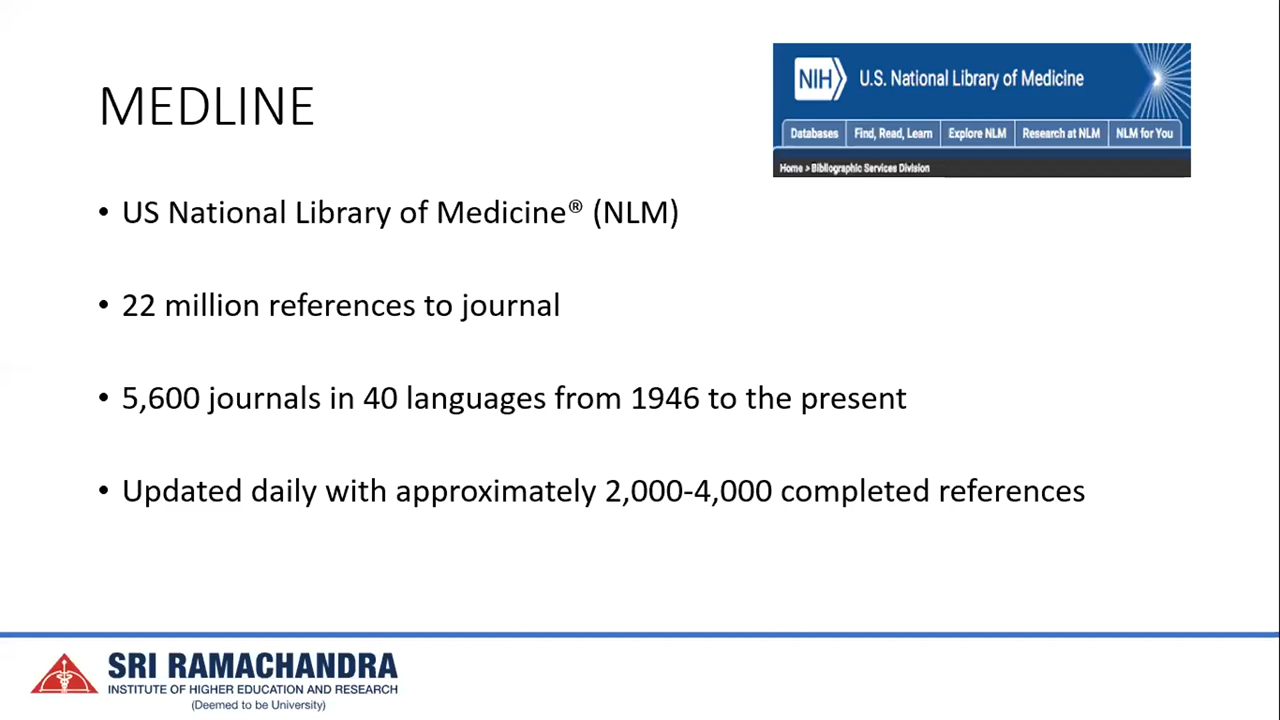 MEDLINE
NIH U.S. National Library of Medicine
Databases Find, Read, Learn Explore NLM Research at NLM NLM for You
Home > Bibliographic Services Division
• US National Library of Medicine® (NLM)
• 22 million references to journal
• 5,600 journals in 40 languages from 1946 to the present
• Updated daily with approximately 2,000-4,000 completed references
SRI RAMACHANDRA
INSTITUTE OF HIGHER EDUCATION AND RESEARCH
(Deemed to be University)